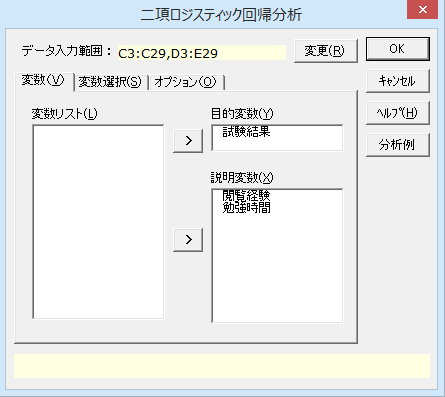 二項ロジスティック回帰分析
データ入力範囲：
C3:C29,D3:E29
変更(R)
OK
キャンセル
ヘルプ(H)
分析例
変数(V)
変数選択(S)
オプション(O)
変数リスト(L)
>
目的変数(Y)
試験結果
説明変数(X)
閲覧経験
勉強時間
>